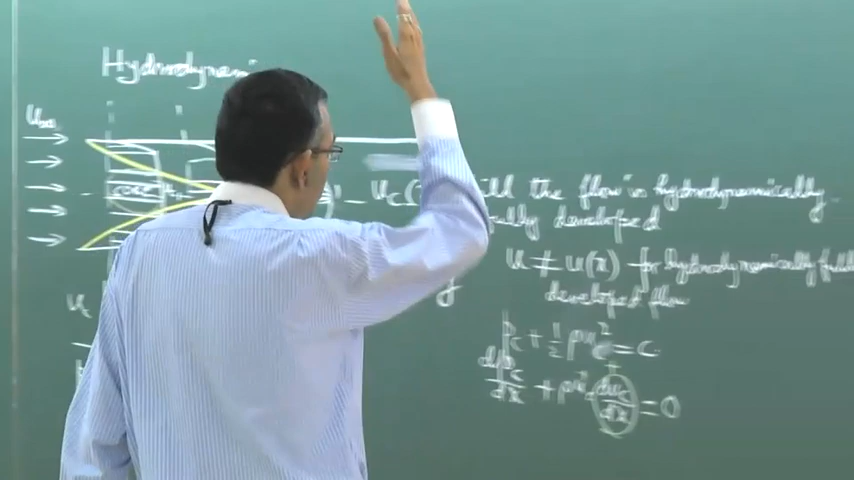 Hydrodynami
u∞
core
u_c(
till the flow is hydrodynamically
fully developed
u ≠ u(x) for hydrodynamically fully
developed flow
p_c + 1/2 ρu_c² = c
dp_c/dx + ρu_c du_c/dx = 0